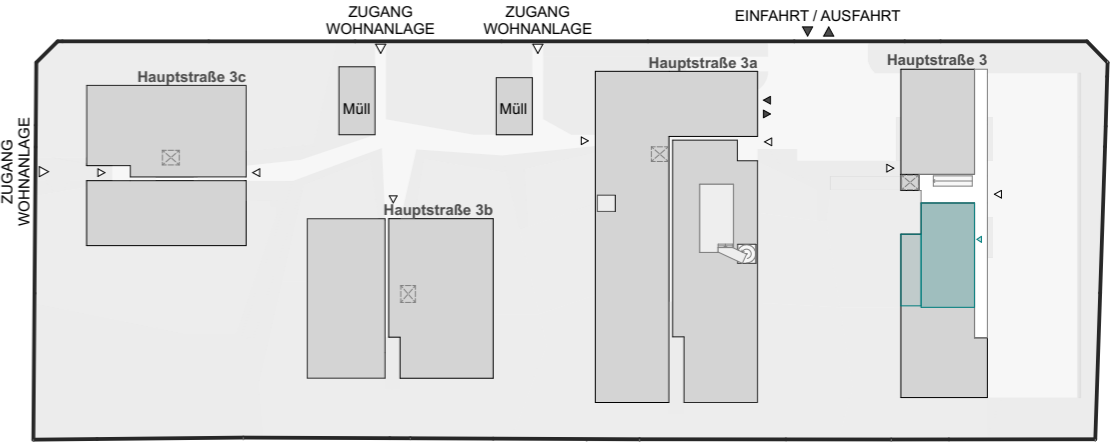 ZUGANG
WOHNANLAGE
ZUGANG
WOHNANLAGE
EINFAHRT / AUSFAHRT
Hauptstraße 3c
Hauptstraße 3a
Hauptstraße 3
Müll
Müll
ZUGANG
WOHNANLAGE
Hauptstraße 3b